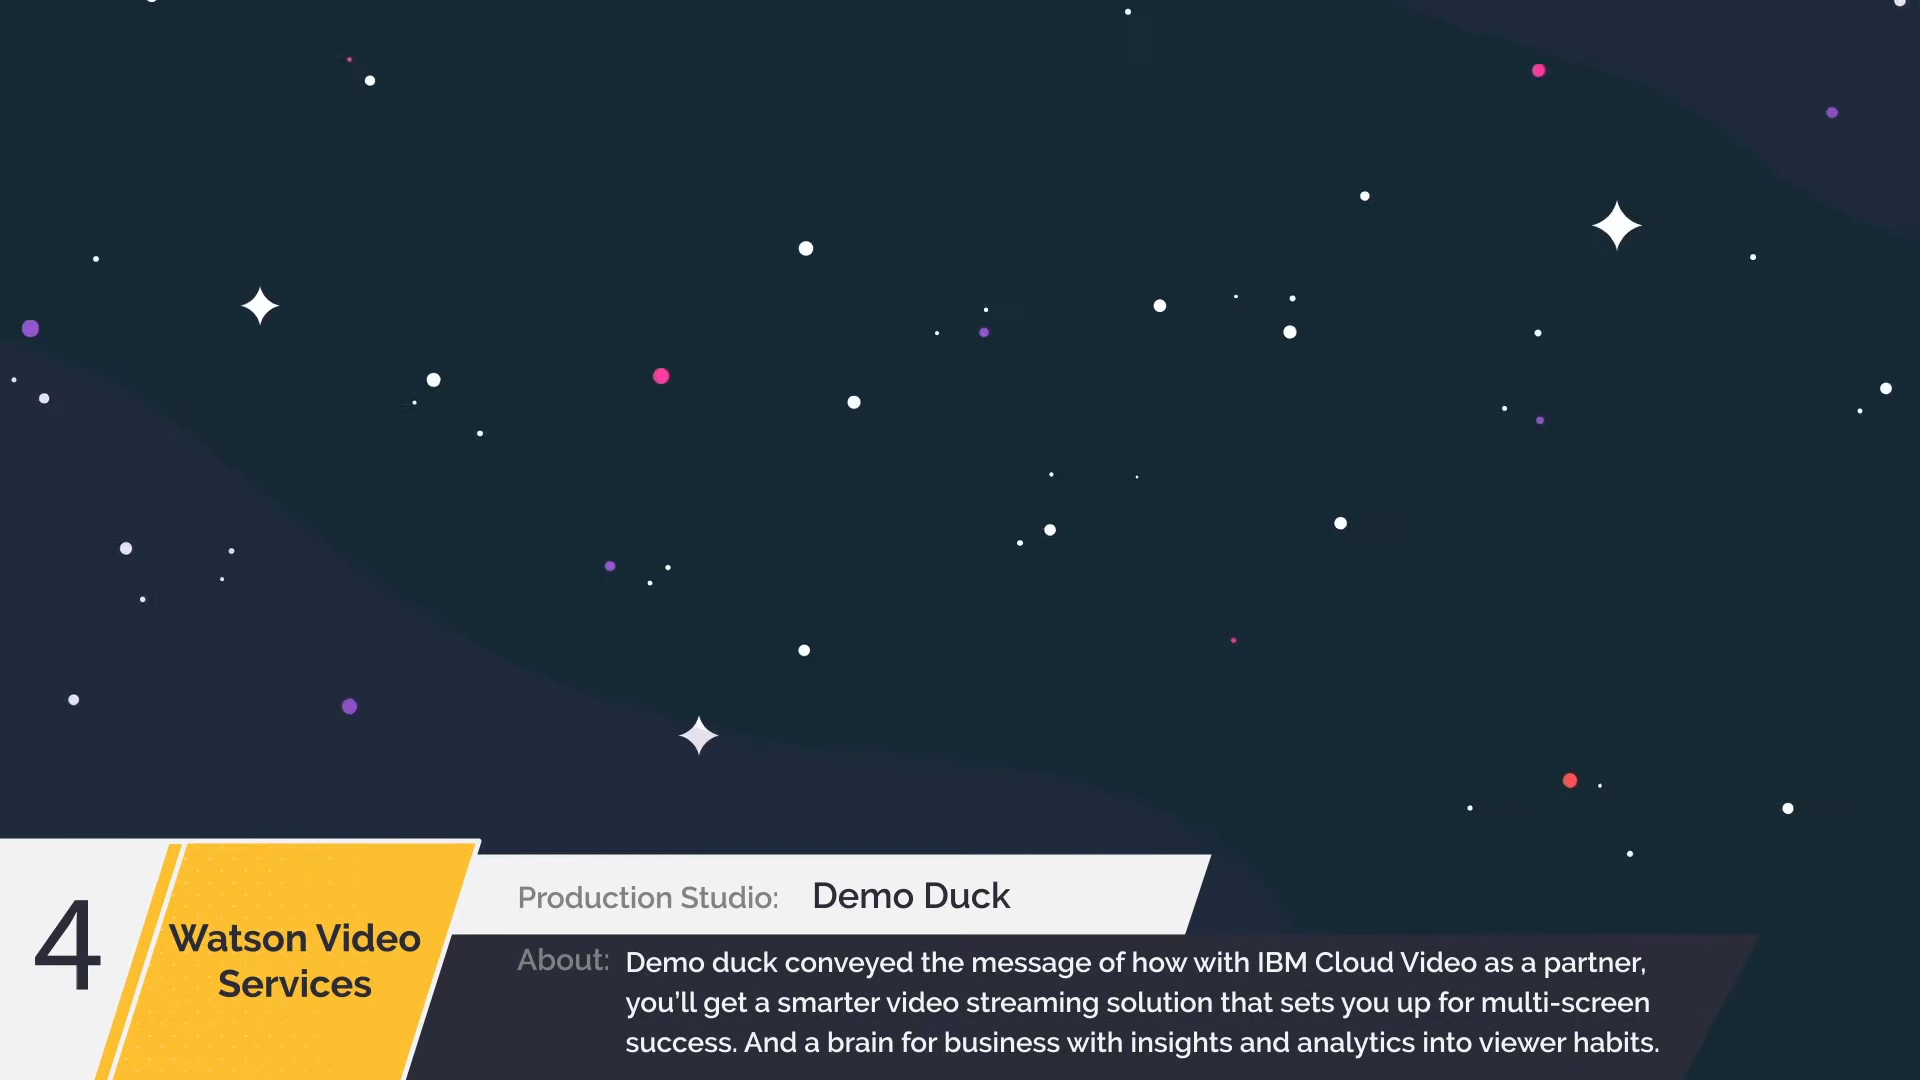 4
Watson Video
Services
Production Studio: Demo Duck
About: Demo duck conveyed the message of how with IBM Cloud Video as a partner,
you’ll get a smarter video streaming solution that sets you up for multi-screen
success. And a brain for business with insights and analytics into viewer habits.